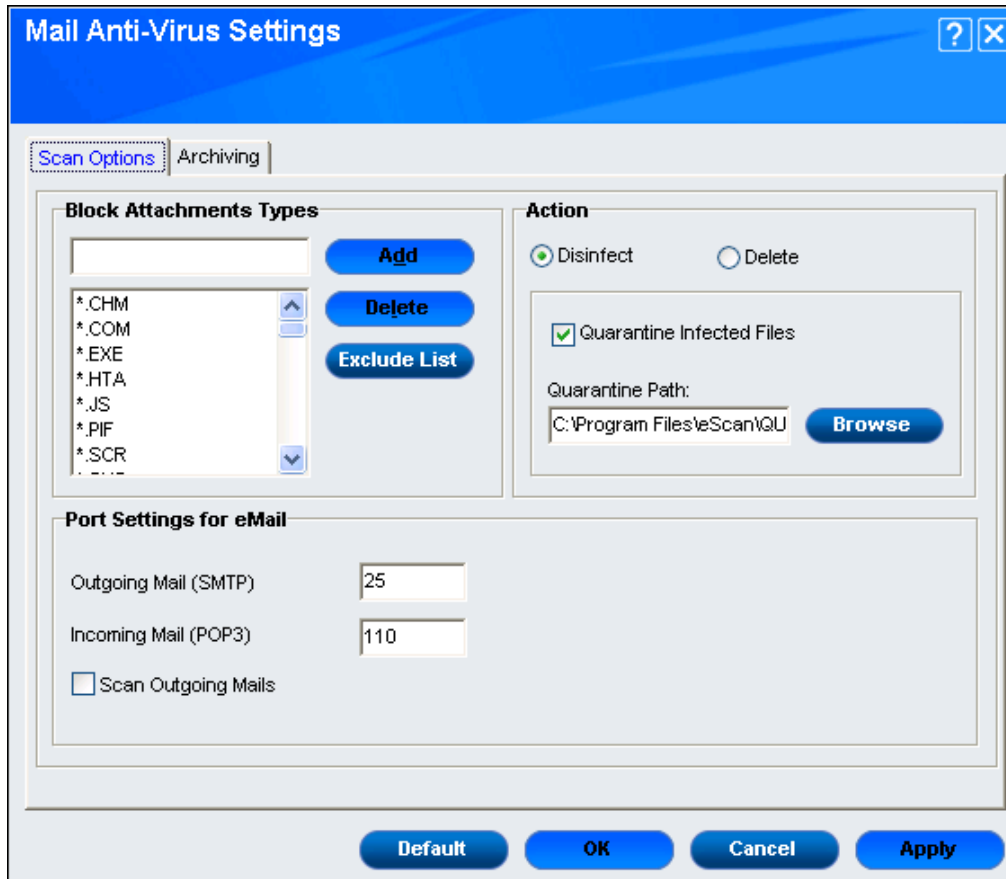 Mail Anti-Virus Settings
?
Scan Options
Archiving
Block Attachments Types
Add
*.CHM
*.COM
*.EXE
*.HTA
*.JS
*.PIF
*.SCR
Delete
Exclude List
Action
Disinfect
Delete
Quarantine Infected Files
Quarantine Path:
C:\Program Files\eScan\QU
Browse
Port Settings for eMail
Outgoing Mail (SMTP)
25
Incoming Mail (POP3)
110
Scan Outgoing Mails
Default
OK
Cancel
Apply